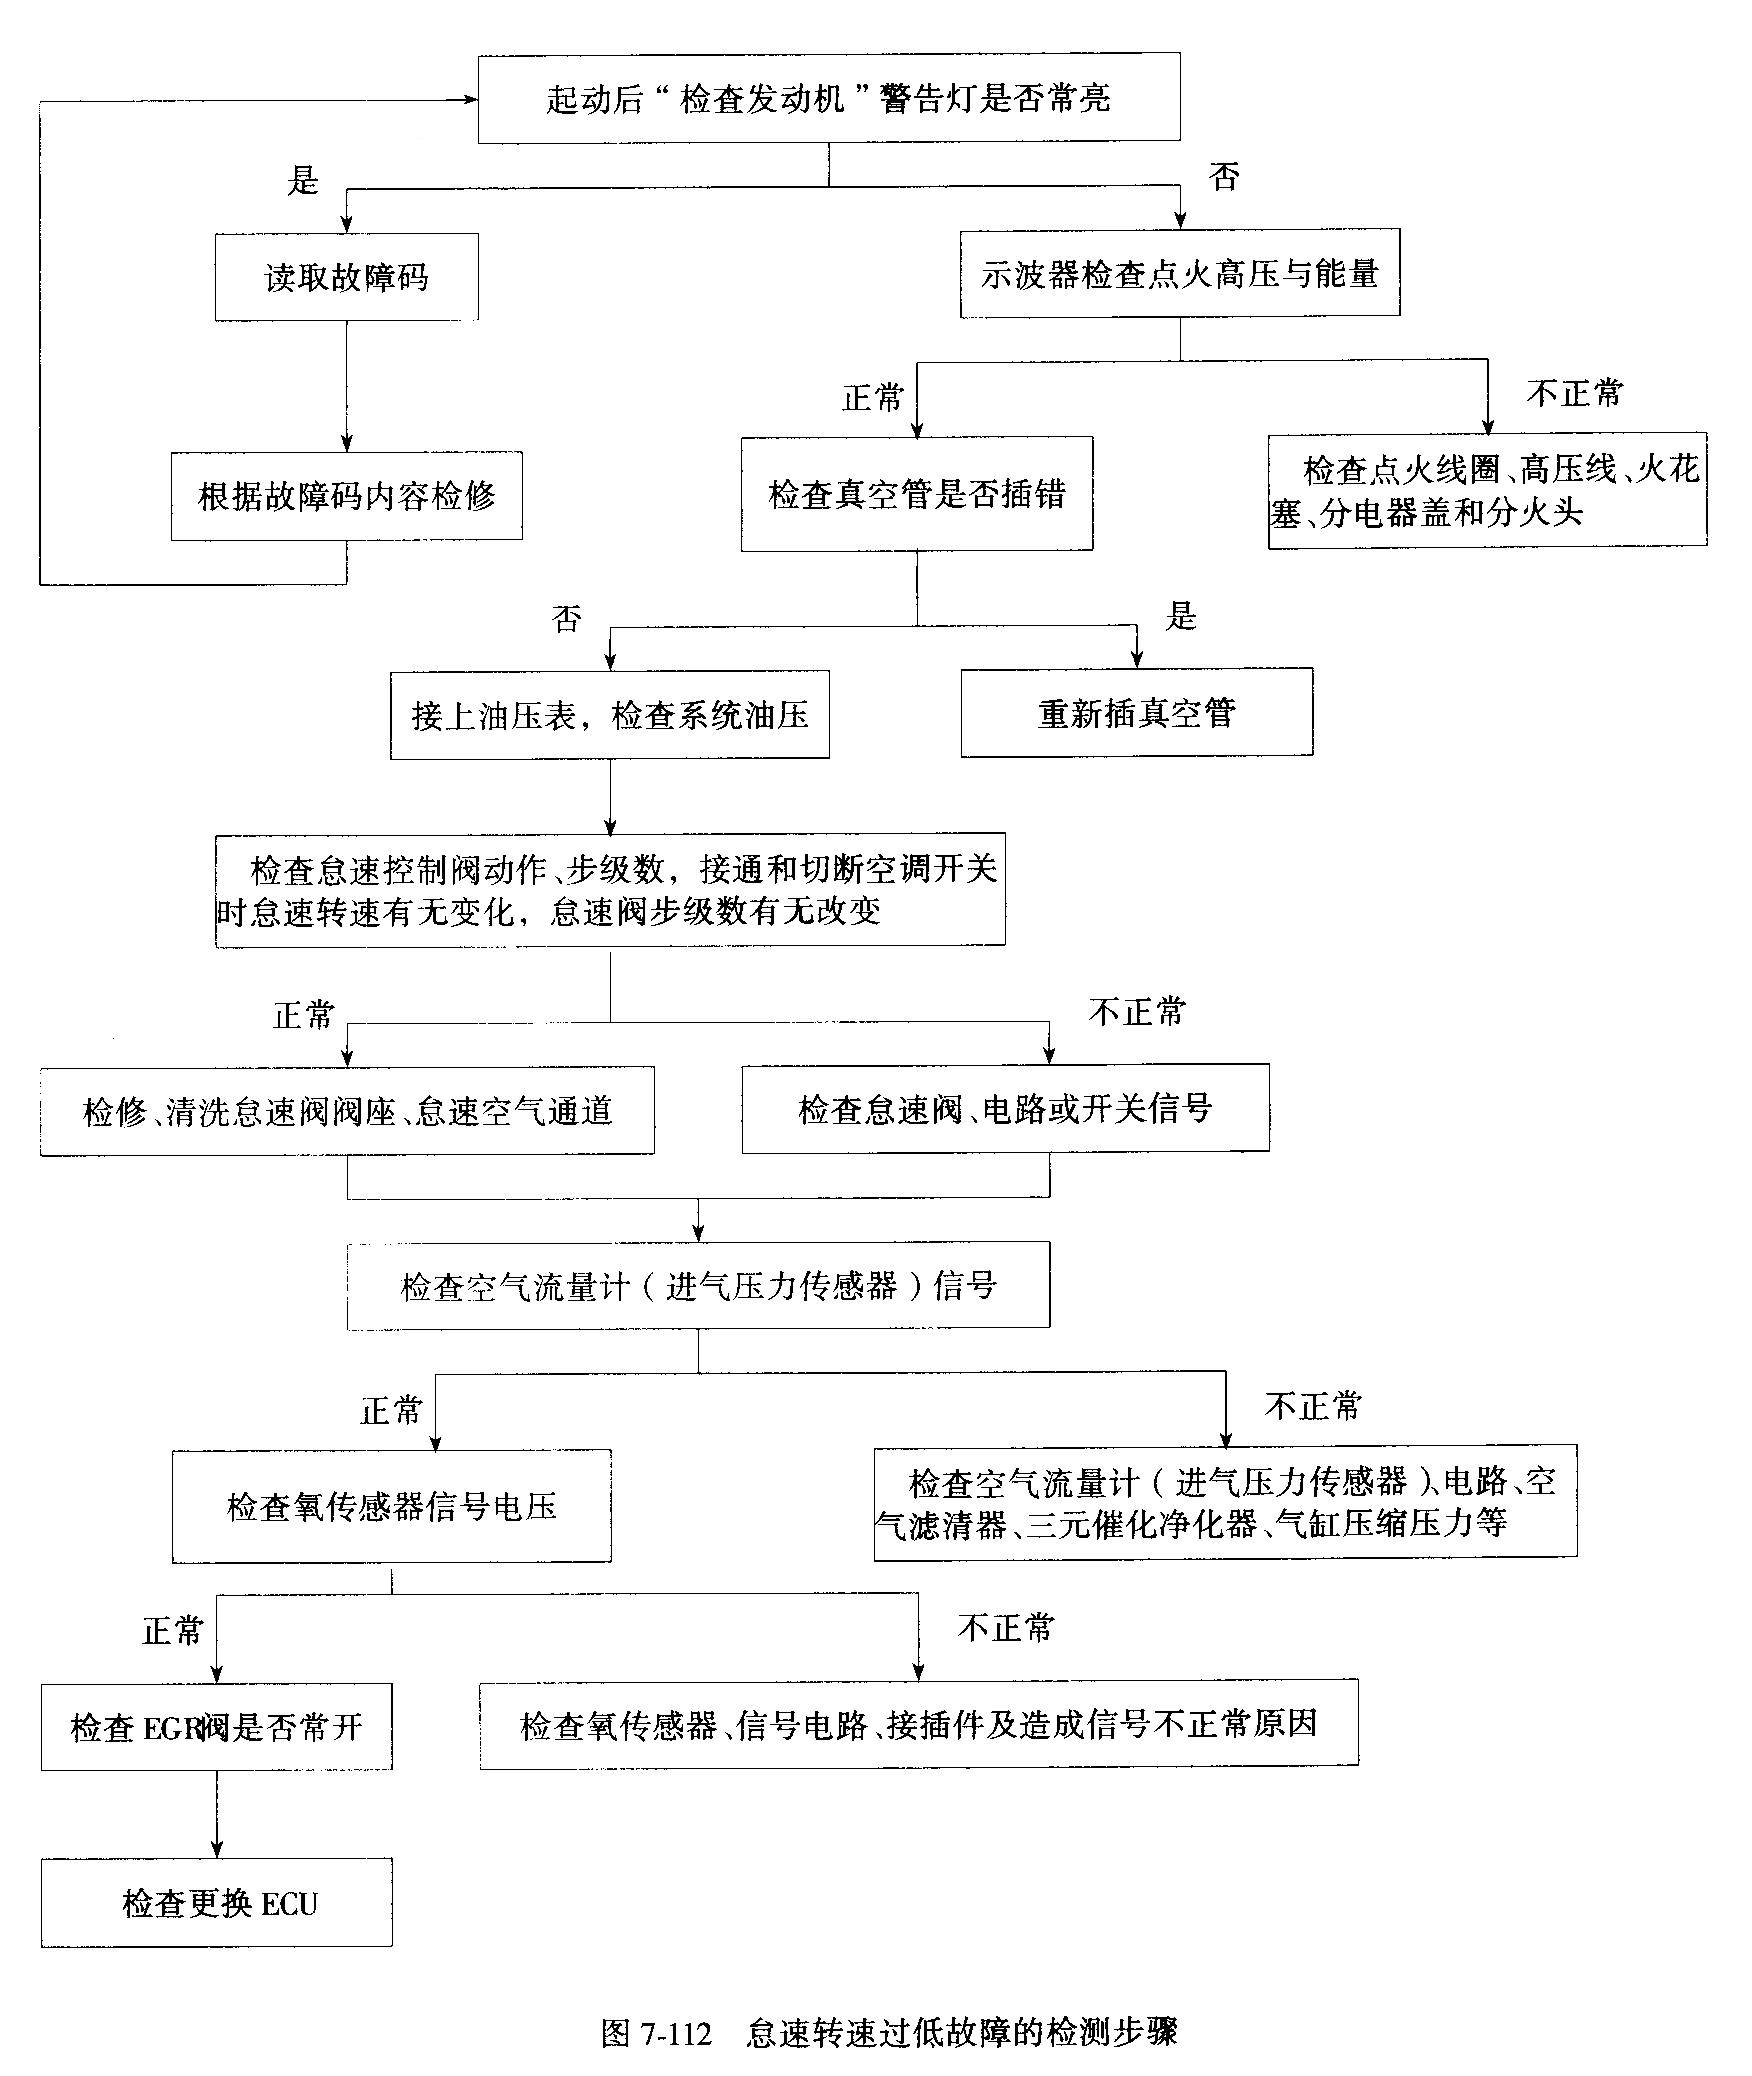 起动后“检查发动机”警告灯是否常亮
是
否
读取故障码
示波器检查点火高压与能量
正常
不正常
根据故障码内容检修
检查真空管是否插错
检查点火线圈、高压线、火花
塞、分电器盖和分火头
否
是
接上油压表，检查系统油压
重新插真空管
检查怠速控制阀动作、步级数，接通和切断空调开关
时怠速转速有无变化，怠速阀步级数有无改变
正常
不正常
检修、清洗怠速阀阀座、怠速空气通道
检查怠速阀、电路或开关信号
检查空气流量计（进气压力传感器）信号
正常
不正常
检查氧传感器信号电压
检查空气流量计（进气压力传感器）、电路、空
气滤清器、三元催化净化器、气缸压缩压力等
正常
不正常
检查EGR阀是否常开
检查氧传感器、信号电路、接插件及造成信号不正常原因
检查更换ECU
图7-112　怠速转速过低故障的检测步骤